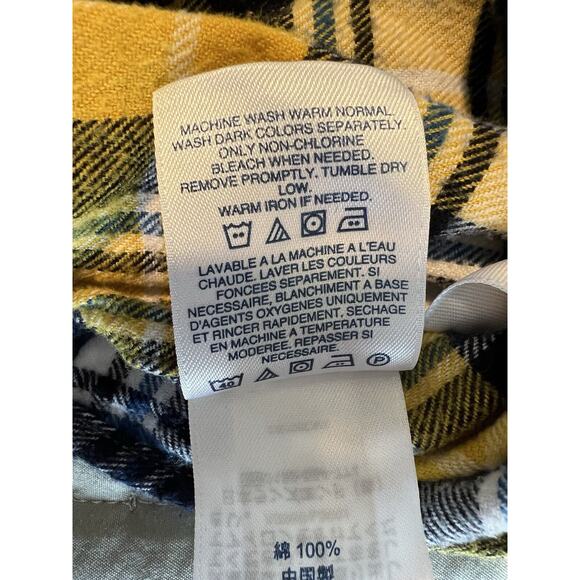 MACHINE WASH WARM NORMAL.
WASH DARK COLORS SEPARATELY.
ONLY NON-CHLORINE
BLEACH WHEN NEEDED.
REMOVE PROMPTLY. TUMBLE DRY
LOW.
WARM IRON IF NEEDED.
LAVABLE A LA MACHINE A L'EAU
CHAUDE. LAVER LES COULEURS
FONCEES SEPAREMENT. SI
NECESSAIRE, BLANCHIMENT A BASE
D'AGENTS OXYGENES UNIQUEMENT
ET RINCER RAPIDEMENT. SECHAGE
EN MACHINE A TEMPERATURE
MODEREE. REPASSER SI
NECESSAIRE.
40 P
綿 100%
中国製